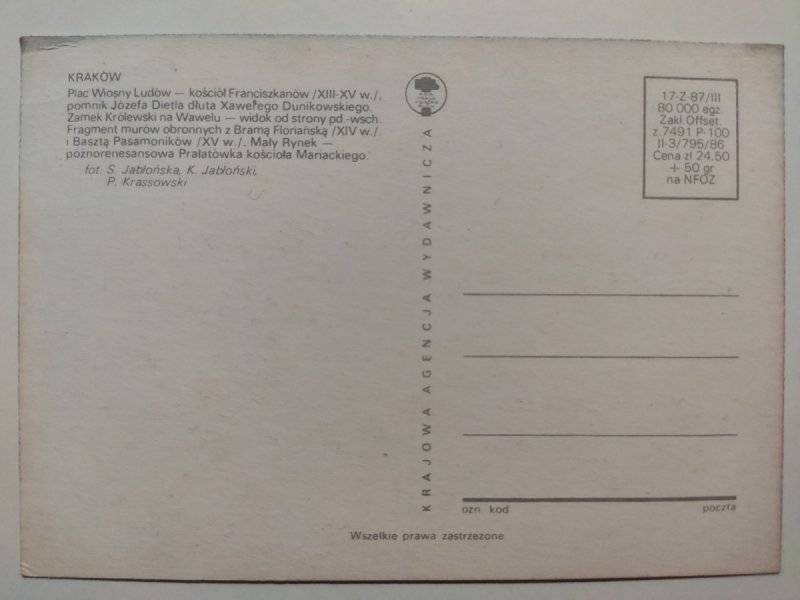 KRAKÓW
Plac Wiosny Ludów — kościół Franciszkanów /XIII-XV w./,
pomnik Józefa Dietla dłuta Xawerego Dunikowskiego.
Zamek Królewski na Wawelu — widok od strony pd.-wsch.
Fragment murów obronnych z Bramą Floriańską /XIV w./
i Basztą Pasamoników /XV w./. Mały Rynek —
późnorenesansowa Prałatówka kościoła Mariackiego.
fot. S. Jabłońska, K. Jabłoński,
P. Krassowski
KRAJOWA AGENCJA WYDAWNICZA
17-Z-87/III
80 000 egz.
Zakł. Offset.
z. 7491 P-100
II-3/795/86
Cena zł 24,50
+ 50 gr
na NFOZ
ozn. kod
poczta
Wszelkie prawa zastrzeżone